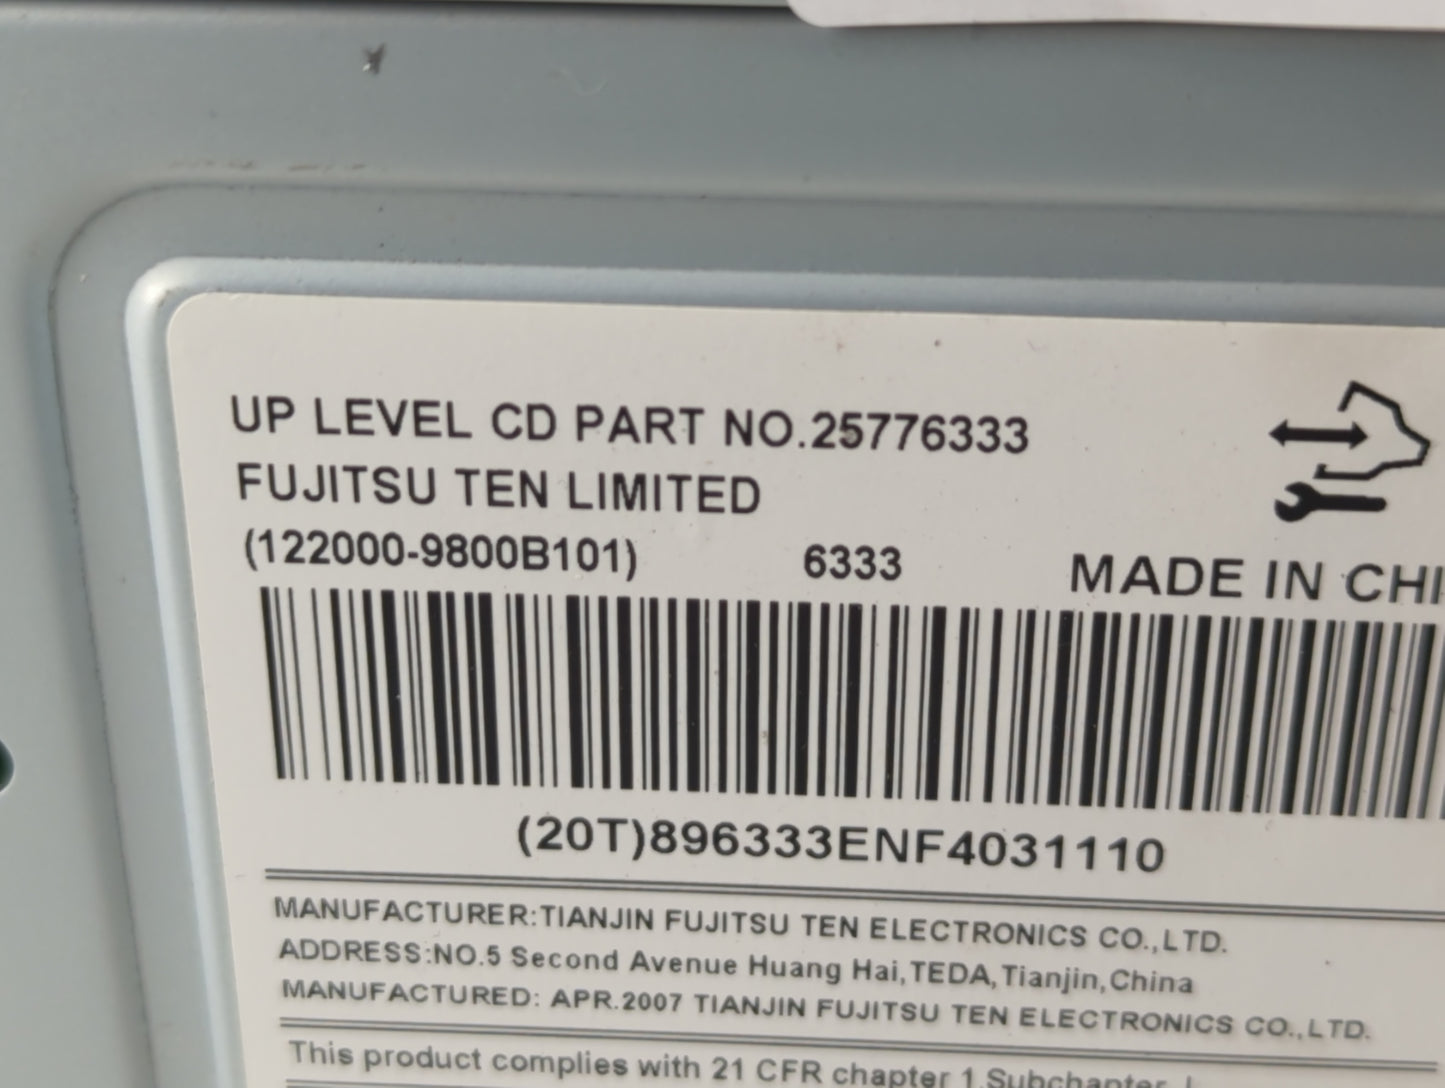 UP LEVEL CD PART NO.25776333
FUJITSU TEN LIMITED
(122000-9800B101) 6333 MADE IN CHI
(20T)896333ENF4031110
MANUFACTURER:TIANJIN FUJITSU TEN ELECTRONICS CO.,LTD.
ADDRESS:NO.5 Second Avenue Huang Hai,TEDA,Tianjin,China
MANUFACTURED: APR.2007 TIANJIN FUJITSU TEN ELECTRONICS CO.,LTD.
This product complies with 21 CFR chapter 1,Subchapter J